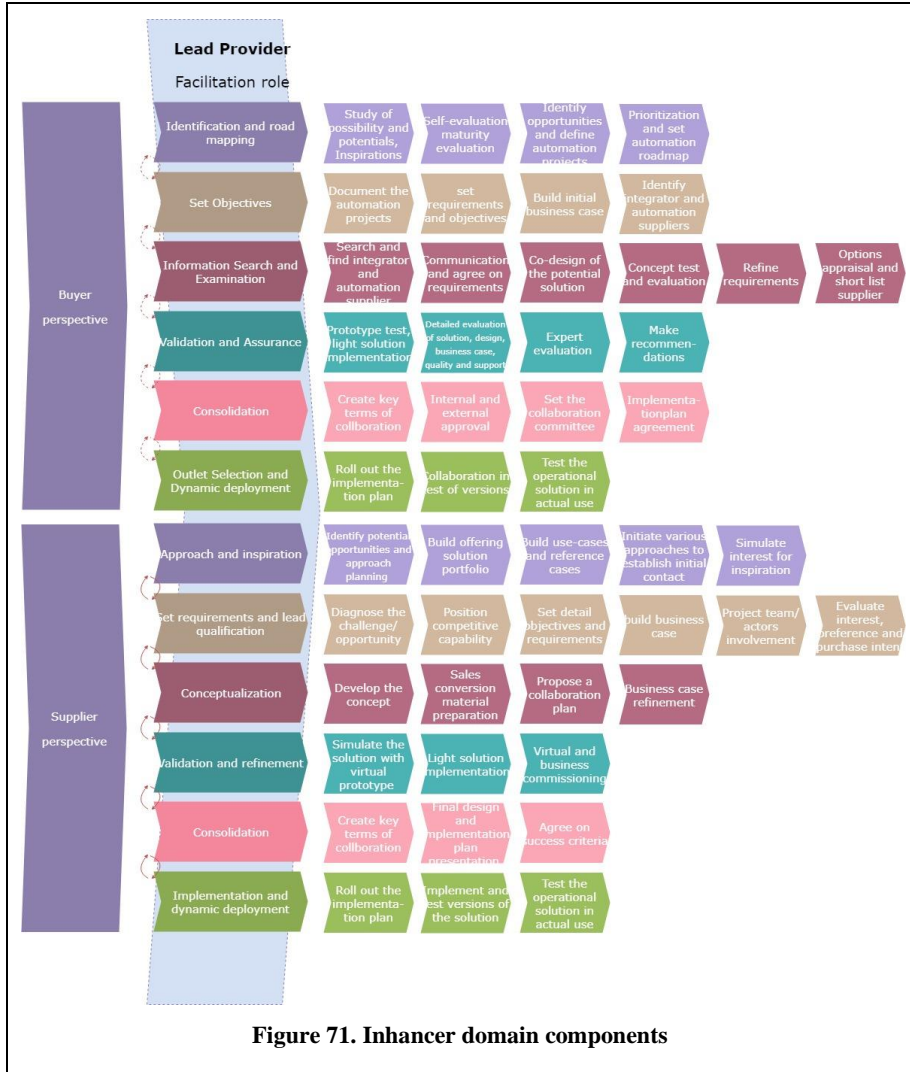 Lead Provider
Facilitation role
Buyer
perspective
Identification and road
mapping
Study of
possibility and
potentials,
Inspirations
Self-evaluation
maturity
evaluation
Identify
opportunities
and define
automation
projects
Prioritization
and set
automation
roadmap
Set Objectives
Document the
automation
projects
set
requirements
and objectives
Build initial
business case
Identify
integrator and
automation
suppliers
Information Search and
Examination
Search and
find integrator
and
automation
supplier
Communication
and agree on
requirements
Co-design of
the potential
solution
Concept test
and evaluation
Refine
requirements
Options
appraisal and
short list
supplier
Validation and Assurance
Prototype test,
light solution
implementation
Detailed evaluation
of solution, design,
business case,
quality and support
Expert
evaluation
Make
recommen-
dations
Consolidation
Create key
terms of
collboration
Internal and
external
approval
Set the
collaboration
committee
Implementa-
tionplan
agreement
Outlet Selection and
Dynamic deployment
Roll out the
implementa-
tion plan
Collaboration in
test of versions
Test the
operational
solution in
actual use
Supplier
perspective
Approach and inspiration
Identify potential
opportunities and
approach
planning
Build offering
solution
portfolio
Build use-cases
and reference
cases
Initiate various
approaches to
establish initial
contact
Simulate
interest for
inspiration
Set requirements and lead
qualification
Diagnose the
challenge/
opportunity
Position
competitive
capability
Set detail
objectives and
requirements
build business
case
Project team/
actors
involvement
Evaluate
interest,
preference and
purchase intent
Conceptualization
Develop the
concept
Sales
conversion
material
preparation
Propose a
collaboration
plan
Business case
refinement
Validation and refinement
Simulate the
solution with
virtual
prototype
Light solution
implementation
Virtual and
business
commissioning
Consolidation
Create key
terms of
collboration
Final design
and
implementation
plan
presentation
Agree on
success criteria
Implementation and
dynamic deployment
Roll out the
implementa-
tion plan
Implement and
test versions of
the solution
Test the
operational
solution in
actual use
Figure 71. Inhancer domain components